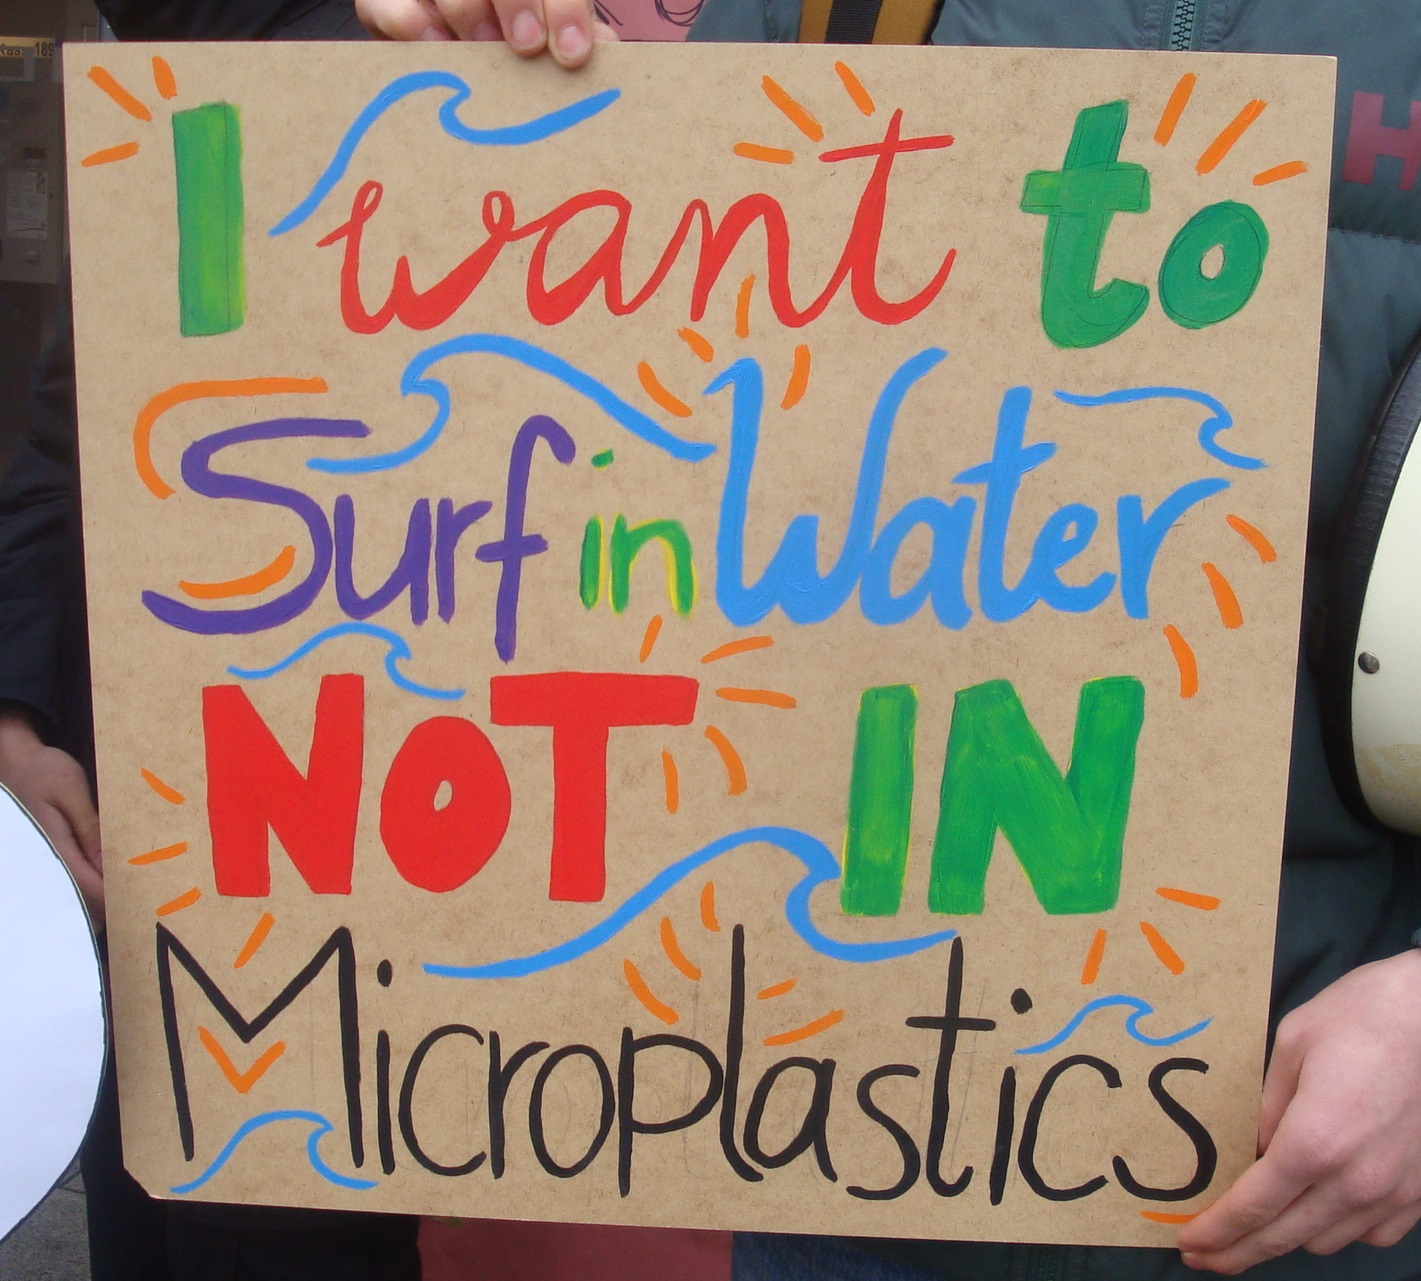 I want to
Surf in Water
NOT IN
Microplastics
H